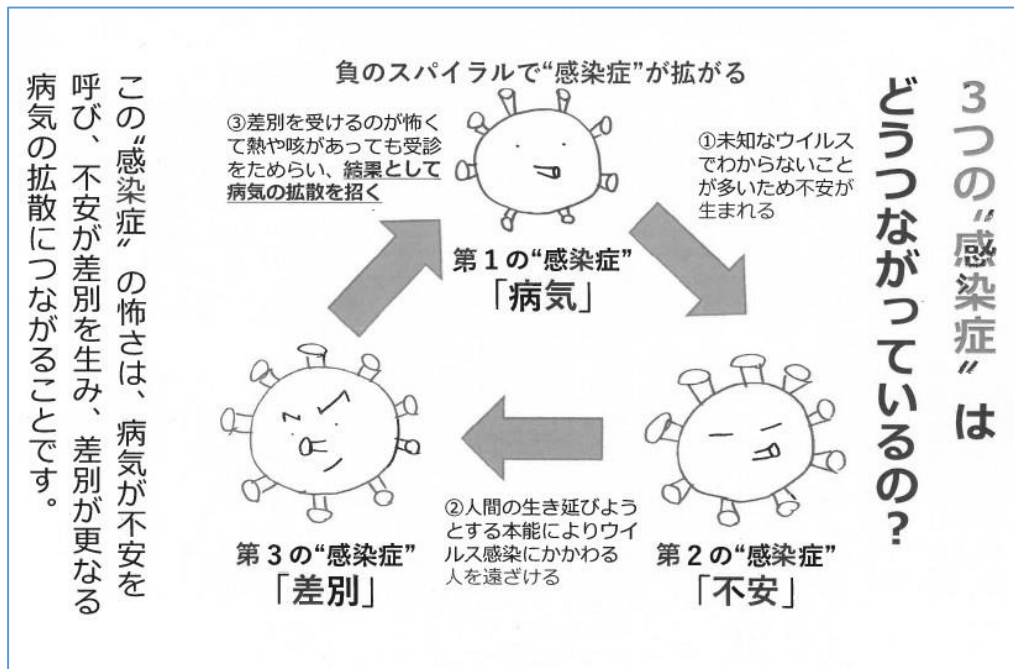 3つの“感染症”は
どうつながっているの？
負のスパイラルで“感染症”が拡がる
第１の“感染症”
「病気」
①未知なウイルス
でわからないこと
が多いため不安が
生まれる
第２の“感染症”
「不安」
②人間の生き延びよう
とする本能によりウイ
ルス感染にかかわる
人を遠ざける
第３の“感染症”
「差別」
③差別を受けるのが怖く
て熱や咳があっても受診
をためらい、結果として
病気の拡散を招く
この“感染症”の怖さは、病気が不安を
呼び、不安が差別を生み、差別が更なる
病気の拡散につながることです。